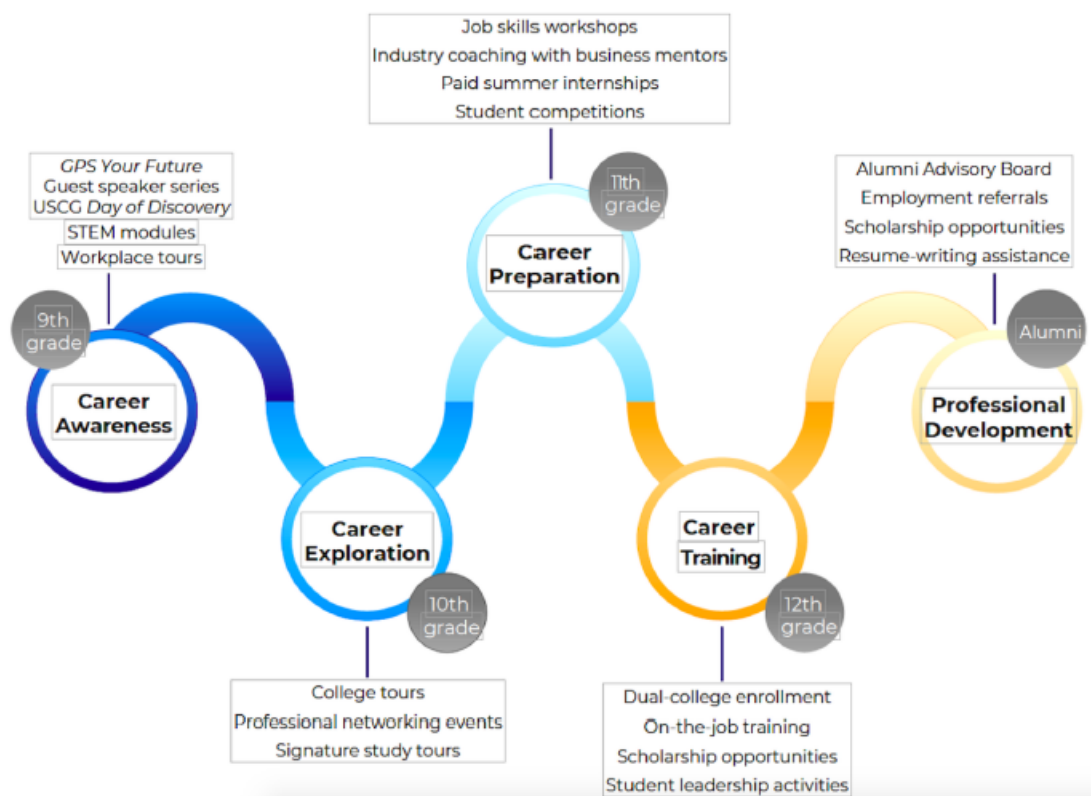 Job skills workshops
Industry coaching with business mentors
Paid summer internships
Student competitions
GPS Your Future
Guest speaker series
USCG Day of Discovery
STEM modules
Workplace tours
11th
grade
Alumni Advisory Board
Employment referrals
Scholarship opportunities
Resume-writing assistance
9th
grade
Career
Preparation
Alumni
Career
Awareness
Professional
Development
Career
Exploration
10th
grade
Career
Training
12th
grade
College tours
Professional networking events
Signature study tours
Dual-college enrollment
On-the-job training
Scholarship opportunities
Student leadership activities